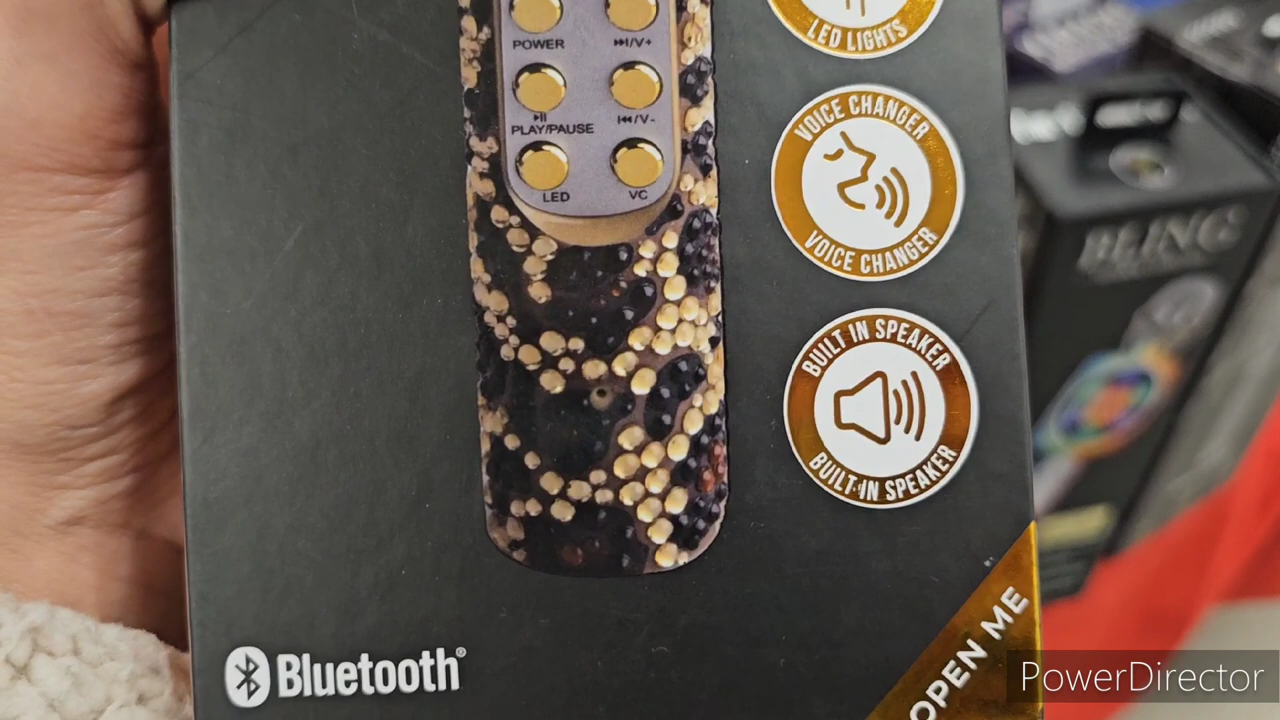 POWER
⏭/V+
⏯
PLAY/PAUSE
⏮/V-
LED
VC
LED LIGHTS
VOICE CHANGER
VOICE CHANGER
BUILT IN SPEAKER
BUILT-IN SPEAKER
Bluetooth®
OPEN ME
BLING
PowerDirector